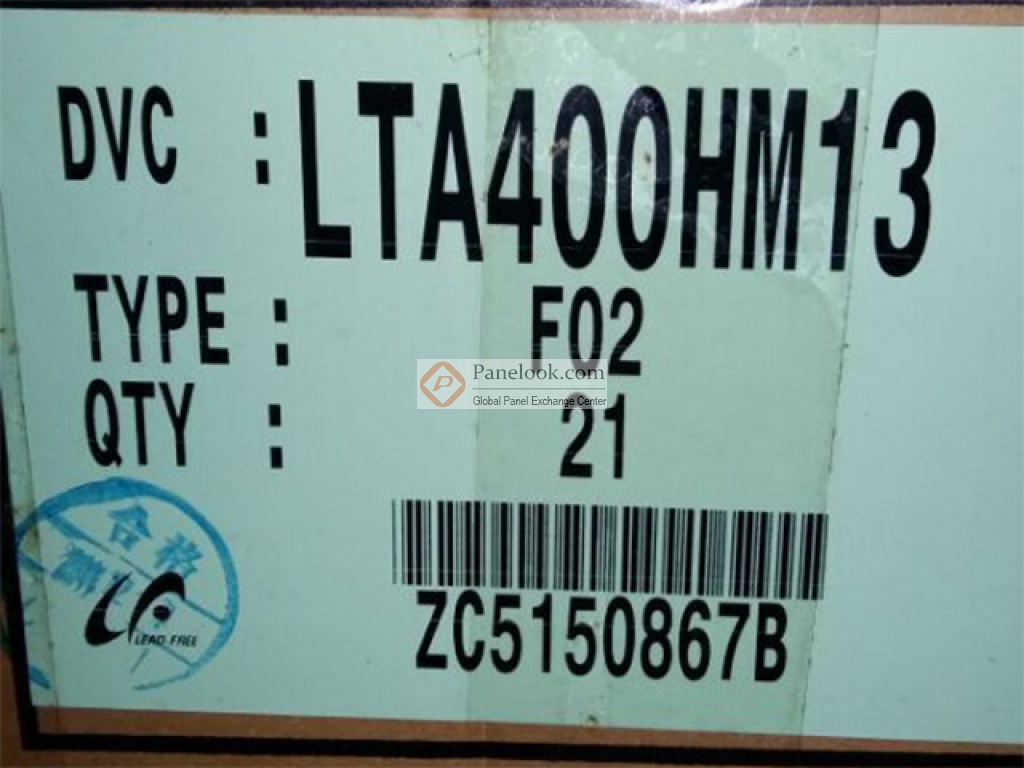 DVC : LTA400HM13
TYPE : F02
Panelook.com
Global Panel Exchange Center
QTY : 21
合格
LEAD FREE
ZC5150867B